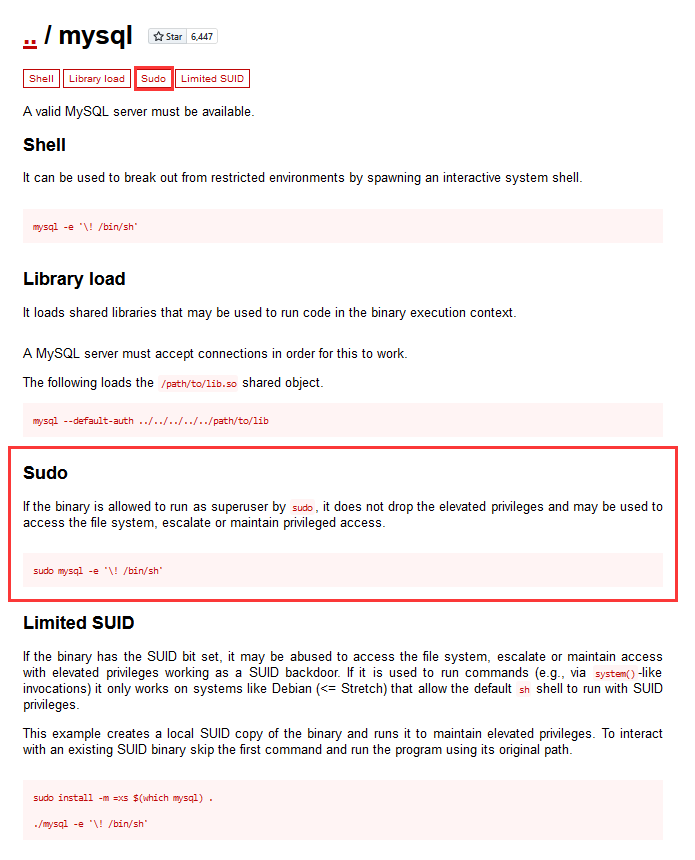 .. / mysql Star 6,447
Shell Library load Sudo Limited SUID
A valid MySQL server must be available.
Shell
It can be used to break out from restricted environments by spawning an interactive system shell.
mysql -e '\! /bin/sh'
Library load
It loads shared libraries that may be used to run code in the binary execution context.
A MySQL server must accept connections in order for this to work.
The following loads the /path/to/lib.so shared object.
mysql --default-auth ../../../../../path/to/lib
Sudo
If the binary is allowed to run as superuser by sudo, it does not drop the elevated privileges and may be used to
access the file system, escalate or maintain privileged access.
sudo mysql -e '\! /bin/sh'
Limited SUID
If the binary has the SUID bit set, it may be abused to access the file system, escalate or maintain access
with elevated privileges working as a SUID backdoor. If it is used to run commands (e.g., via system()-like
invocations) it only works on systems like Debian (<= Stretch) that allow the default sh shell to run with SUID
privileges.
This example creates a local SUID copy of the binary and runs it to maintain elevated privileges. To interact
with an existing SUID binary skip the first command and run the program using its original path.
sudo install -m =xs $(which mysql) .
./mysql -e '\! /bin/sh'